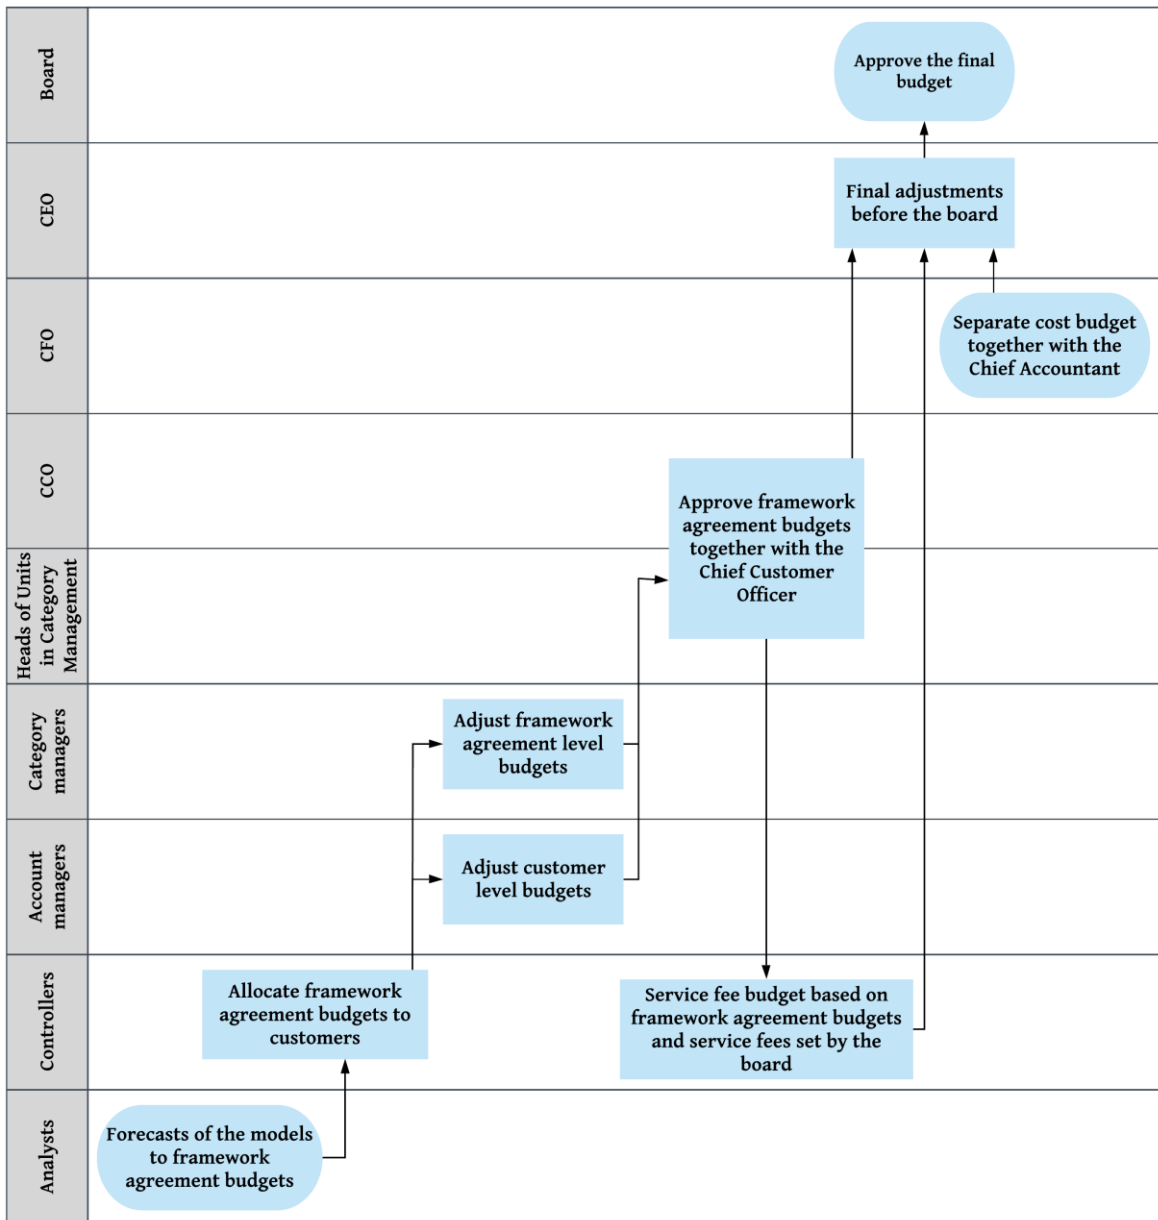 Board
Approve the final
budget
CEO
Final adjustments
before the board
CFO
Separate cost budget
together with the
Chief Accountant
CCO
Approve framework
agreement budgets
together with the
Chief Customer
Officer
Heads of Units
in Category
Management
Category
managers
Adjust framework
agreement level
budgets
Account
managers
Adjust customer
level budgets
Controllers
Allocate framework
agreement budgets to
customers
Service fee budget based on
framework agreement budgets
and service fees set by the
board
Analysts
Forecasts of the models
to framework
agreement budgets